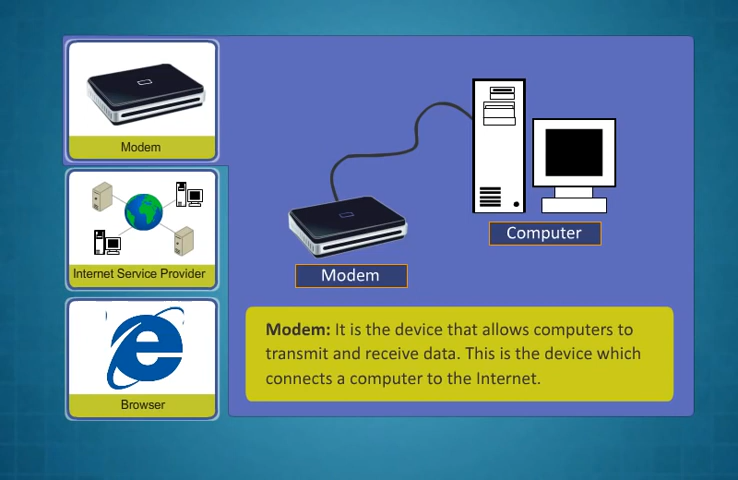 Modem
Internet Service Provider
Browser
Computer
Modem
Modem: It is the device that allows computers to
transmit and receive data. This is the device which
connects a computer to the Internet.